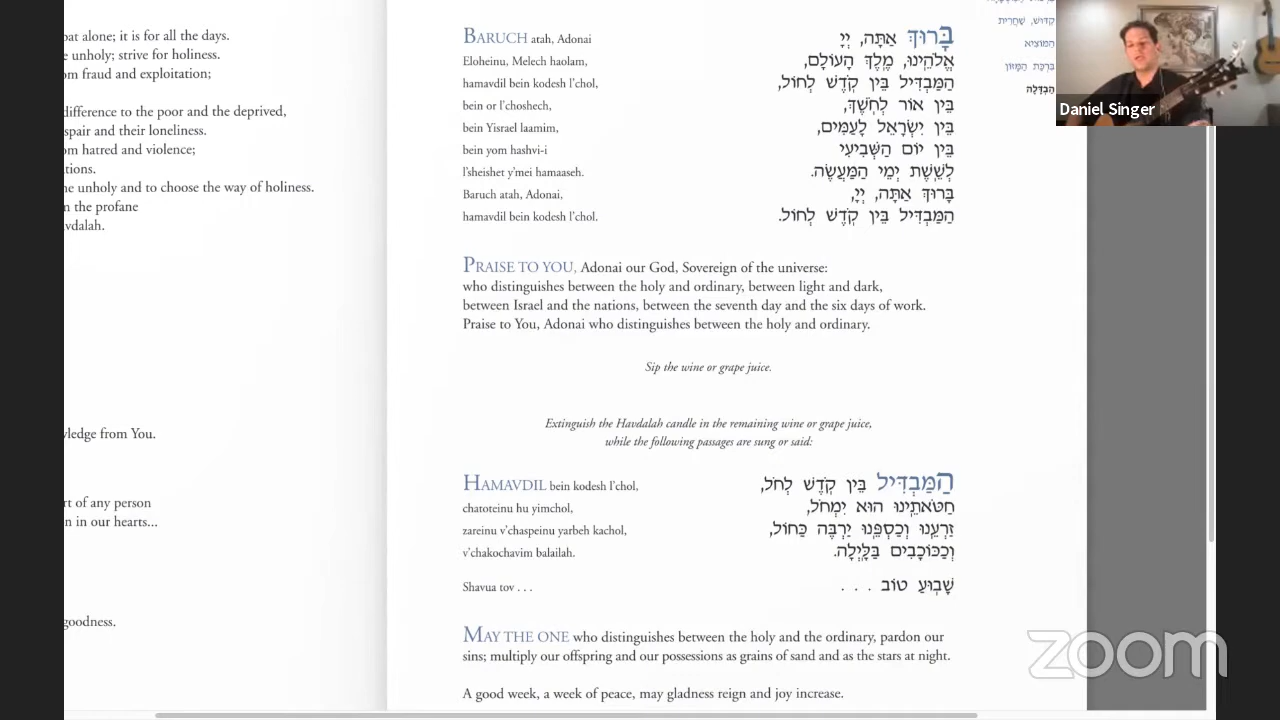 bat alone; it is for all the days.
e unholy; strive for holiness.
om fraud and exploitation;
difference to the poor and the deprived,
spair and their loneliness.
om hatred and violence;
tions.
he unholy and to choose the way of holiness.
n the profane
vdalah.
wledge from You.
rt of any person
n in our hearts...
goodness.
BARUCH atah, Adonai
Eloheinu, Melech haolam,
hamavdil bein kodesh l'chol,
bein or l'choshech,
bein Yisrael laamim,
bein yom hashvi-i
l'sheishet y'mei hamaaseh.
Baruch atah, Adonai,
hamavdil bein kodesh l'chol.
בָּרוּךְ אַתָּה, יְיָ
אֱלֹהֵֽינוּ, מֶֽלֶךְ הָעוֹלָם,
הַמַּבְדִּיל בֵּין קֹֽדֶשׁ לְחוֹל,
בֵּין אוֹר לְחֹֽשֶׁךְ,
בֵּין יִשְׂרָאֵל לָעַמִּים,
בֵּין יוֹם הַשְּׁבִיעִי
לְשֵֽׁשֶׁת יְמֵי הַמַּעֲשֶׂה.
בָּרוּךְ אַתָּה, יְיָ,
הַמַּבְדִּיל בֵּין קֹֽדֶשׁ לְחוֹל.
PRAISE TO YOU, Adonai our God, Sovereign of the universe:
who distinguishes between the holy and ordinary, between light and dark,
between Israel and the nations, between the seventh day and the six days of work.
Praise to You, Adonai who distinguishes between the holy and ordinary.
Sip the wine or grape juice.
Extinguish the Havdalah candle in the remaining wine or grape juice,
while the following passages are sung or said:
HAMAVDIL bein kodesh l'chol,
chatoteinu hu yimchol,
zareinu v'chaspeinu yarbeh kachol,
v'chakochavim balailah.
Shavua tov . . .
הַמַּבְדִּיל בֵּין קֹֽדֶשׁ לְחֹל,
חַטֹּאתֵֽינוּ הוּא יִמְחֹל,
זַרְעֵֽנוּ וְכַסְפֵּֽנוּ יַרְבֶּה כַּחוֹל,
וְכַכּוֹכָבִים בַּלָּֽיְלָה.
שָׁבֽוּעַ טוֹב . . .
MAY THE ONE who distinguishes between the holy and the ordinary, pardon our
sins; multiply our offspring and our possessions as grains of sand and as the stars at night.
A good week, a week of peace, may gladness reign and joy increase.
קִדּוּשׁ, שַׁחֲרִית
הַמּוֹצִיא
בִּרְכַּת הַמָּזוֹן
הַבְדָּלָה
Daniel Singer
zoom